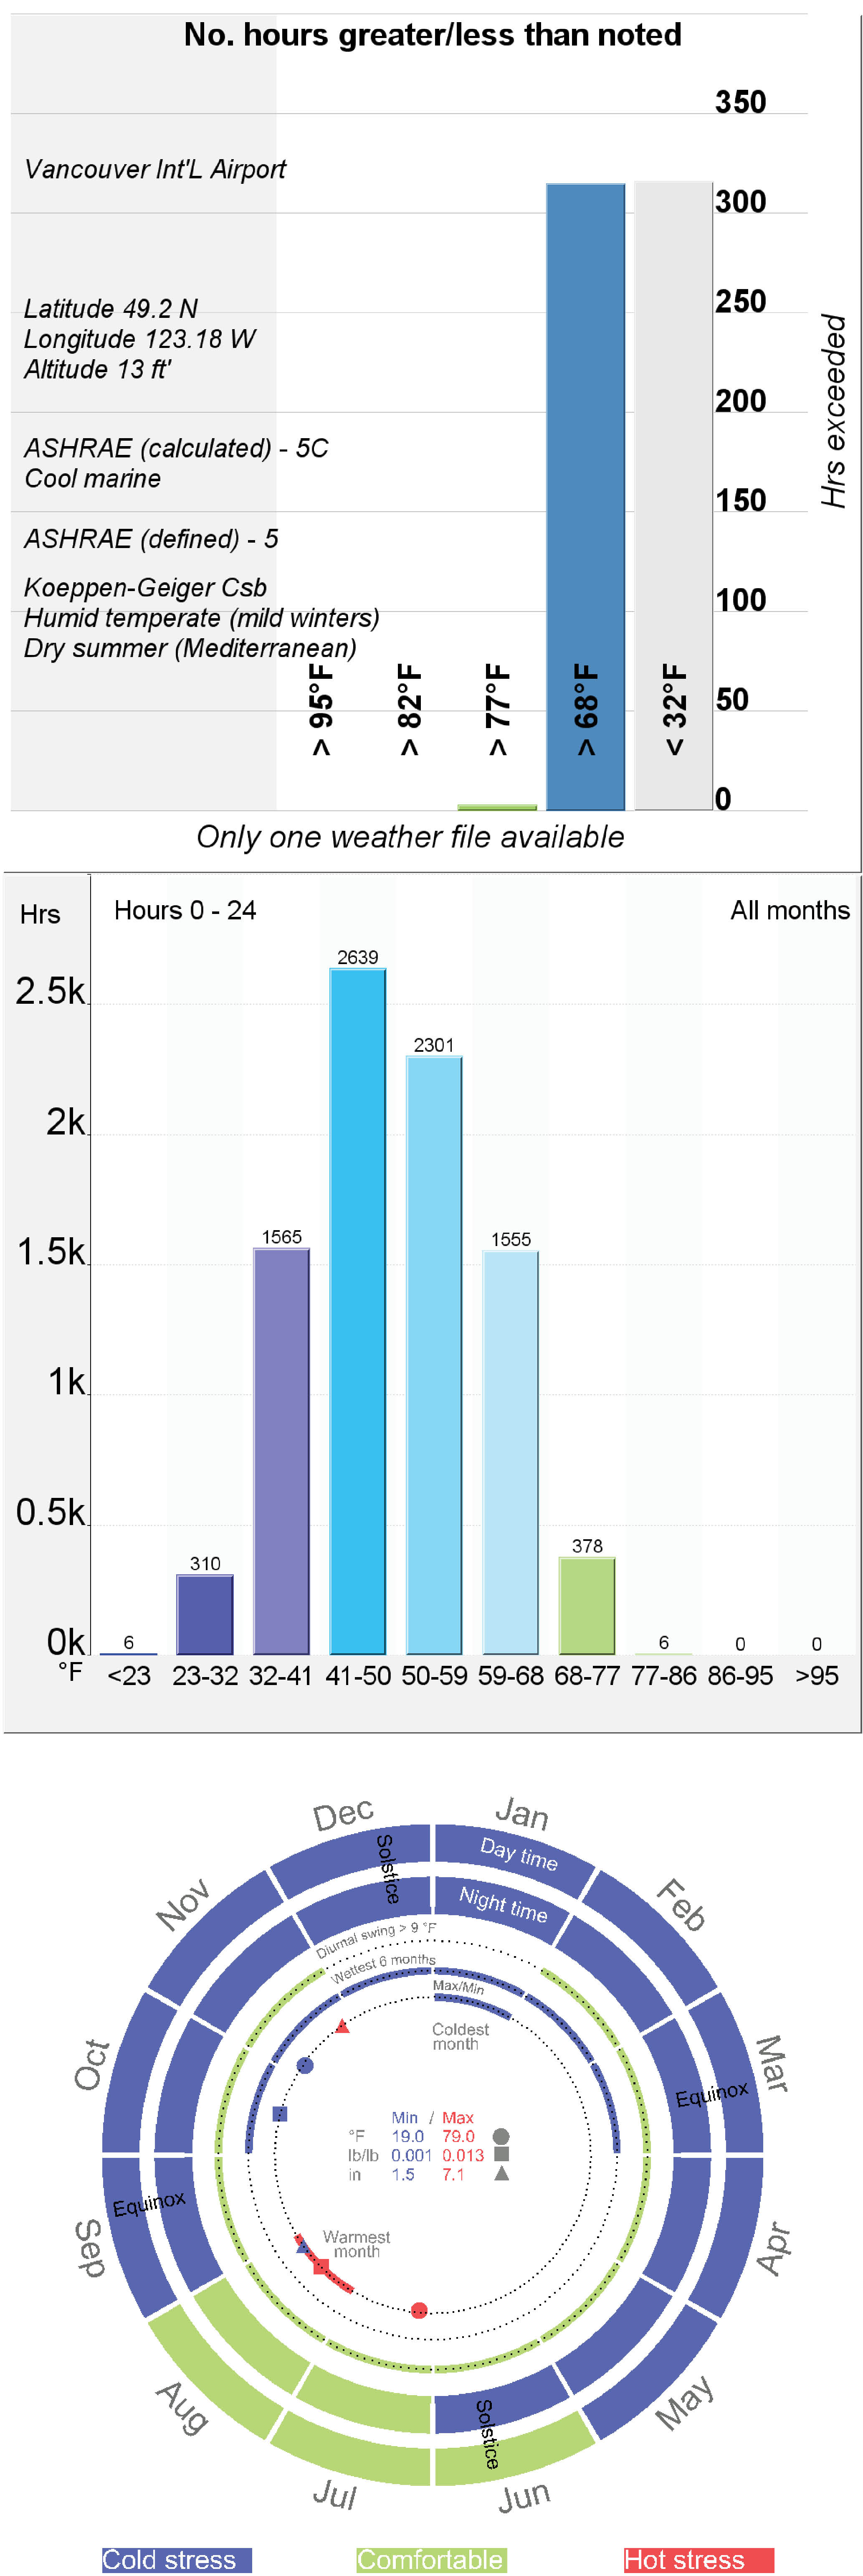 No. hours greater/less than noted
350
Vancouver Int'L Airport
300
Latitude 49.2 N
250
Longitude 123.18 W
Altitude 13 ft'
200
Hrs exceeded
ASHRAE (calculated) - 5C
Cool marine
150
ASHRAE (defined) - 5
Koeppen-Geiger Csb
100
Humid temperate (mild winters)
Dry summer (Mediterranean)
> 95°F > 82°F > 77°F > 68°F < 32°F
50
0
Only one weather file available
Hrs Hours 0 - 24 All months
2639
2.5k
2301
2k
1565 1555
1.5k
1k
0.5k
378
310
6 6 0 0
0k
°F <23 23-32 32-41 41-50 50-59 59-68 68-77 77-86 86-95 >95
Dec Jan
Solstice Day time
Nov Night time Feb
Diurnal swing > 9 °F
Wettest 6 months
Max/Min
Coldest
month
Oct Mar
Equinox
Min / Max
°F 19.0 79.0
lb/lb 0.001 0.013
in 1.5 7.1
Equinox
Sep Apr
Warmest
month
Aug May
Solstice
Jul Jun
Cold stress Comfortable Hot stress